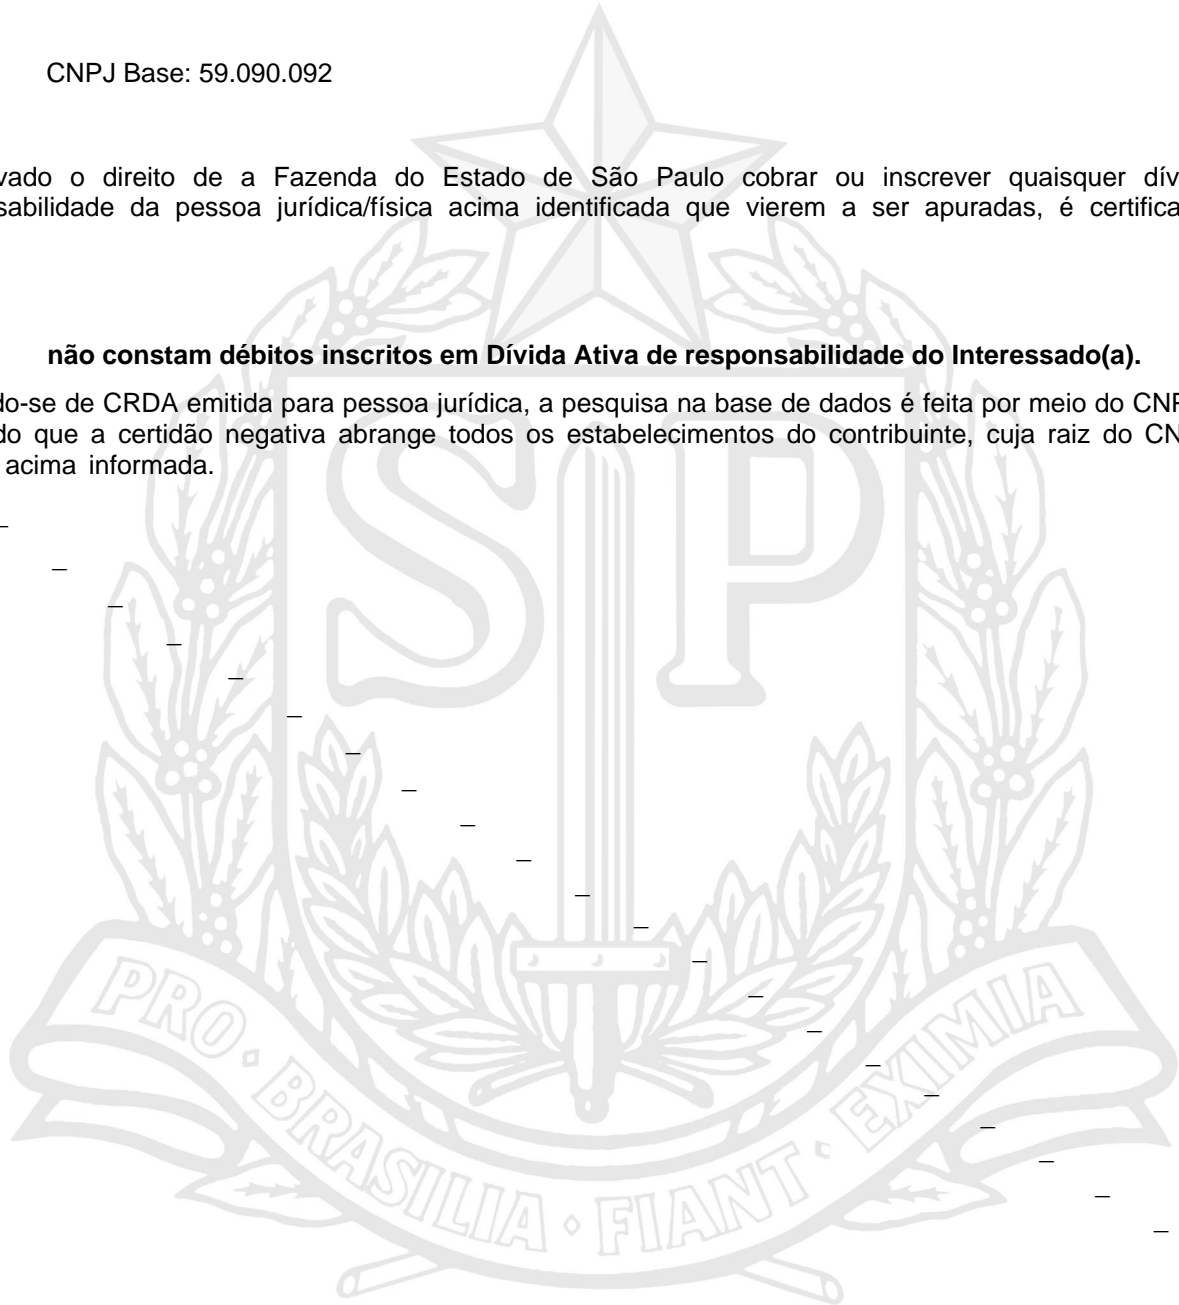 CNPJ Base: 59.090.092
vado o direito de a Fazenda do Estado de São Paulo cobrar ou inscrever quaisquer dív
sabilidade da pessoa jurídica/física acima identificada que vierem a ser apuradas, é certifica
não constam débitos inscritos em Dívida Ativa de responsabilidade do Interessado(a).
do-se de CRDA emitida para pessoa jurídica, a pesquisa na base de dados é feita por meio do CNP
do que a certidão negativa abrange todos os estabelecimentos do contribuinte, cuja raiz do CN
acima informada.
SP
PRO · BRASILIA · FIANT · EXIMIA